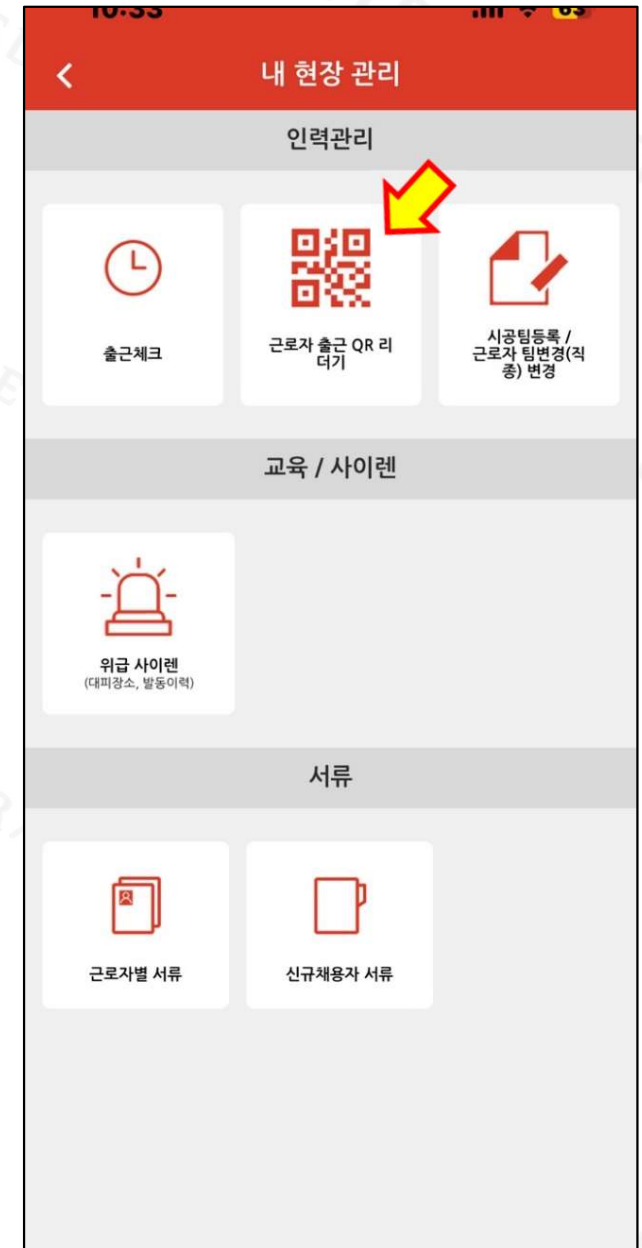 10:33
63
내 현장 관리
인력관리
출근체크
근로자 출근 QR 리
더기
시공팀등록 /
근로자 팀변경(직
종) 변경
교육 / 사이렌
위급 사이렌
(대피장소, 발동이력)
서류
근로자별 서류
신규채용자 서류